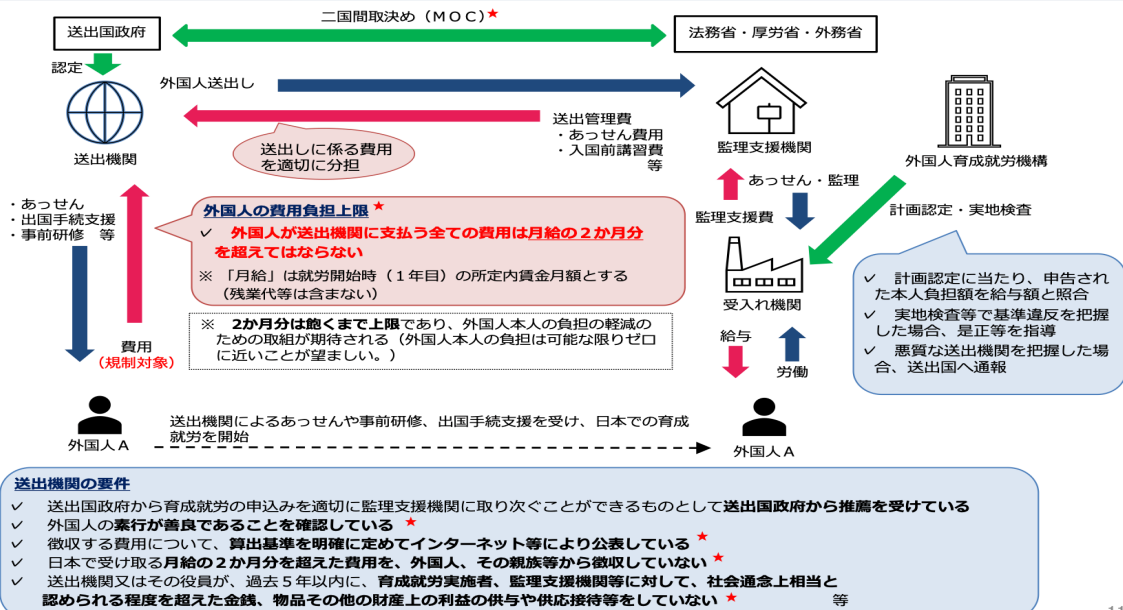 二国間取決め（ＭＯＣ）★
送出国政府
法務省・厚労省・外務省
認定
外国人送出し
送出管理費
・あっせん費用
・入国前講習費
等
送出機関
送出しに係る費用
を適切に分担
監理支援機関
外国人育成就労機構
・あっせん
・出国手続支援
・事前研修　等
あっせん・監理
監理支援費
計画認定・実地検査
外国人の費用負担上限 ★
✓ 外国人が送出機関に支払う全ての費用は月給の２か月分
を超えてはならない
※ 「月給」は就労開始時（１年目）の所定内賃金月額とする
（残業代等は含まない）
受入れ機関
✓ 計画認定に当たり、申告され
た本人負担額を給与額と照合
✓ 実地検査等で基準違反を把握
した場合、是正等を指導
✓ 悪質な送出機関を把握した場
合、送出国へ通報
※ 2か月分は飽くまで上限であり、外国人本人の負担の軽減の
ための取組が期待される（外国人本人の負担は可能な限りゼロ
に近いことが望ましい。）
費用
（規制対象）
給与
労働
送出機関によるあっせんや事前研修、出国手続支援を受け、日本での育成
就労を開始
外国人Ａ
外国人Ａ
送出機関の要件
✓ 送出国政府から育成就労の申込みを適切に監理支援機関に取り次ぐことができるものとして送出国政府から推薦を受けている
✓ 外国人の素行が善良であることを確認している ★
✓ 徴収する費用について、算出基準を明確に定めてインターネット等により公表している ★
✓ 日本で受け取る月給の２か月分を超えた費用を、外国人、その親族等から徴収していない ★
✓ 送出機関又はその役員が、過去５年以内に、育成就労実施者、監理支援機関等に対して、社会通念上相当と
認められる程度を超えた金銭、物品その他の財産上の利益の供与や供応接待等をしていない ★ 等
11